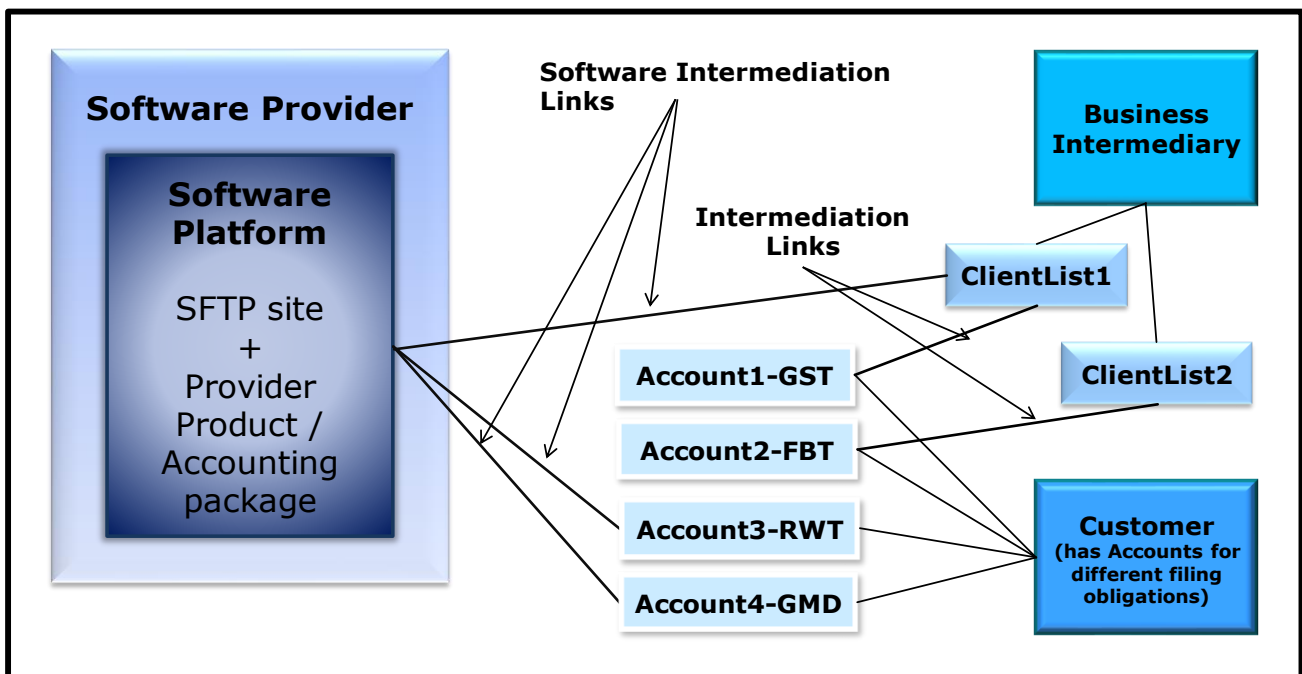 Software Provider
Software
Platform
SFTP site
+
Provider
Product /
Accounting
package
Software Intermediation
Links
Intermediation
Links
Business
Intermediary
ClientList1
ClientList2
Account1-GST
Account2-FBT
Account3-RWT
Account4-GMD
Customer
(has Accounts for
different filing
obligations)